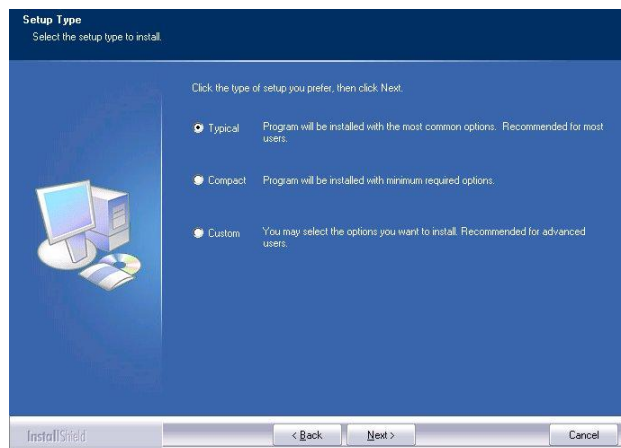 Setup Type
Select the setup type to install.
Click the type of setup you prefer, then click Next.
Typical Program will be installed with the most common options. Recommended for most
users.
Compact Program will be installed with minimum required options.
Custom You may select the options you want to install. Recommended for advanced
users.
InstallShield
< Back Next > Cancel